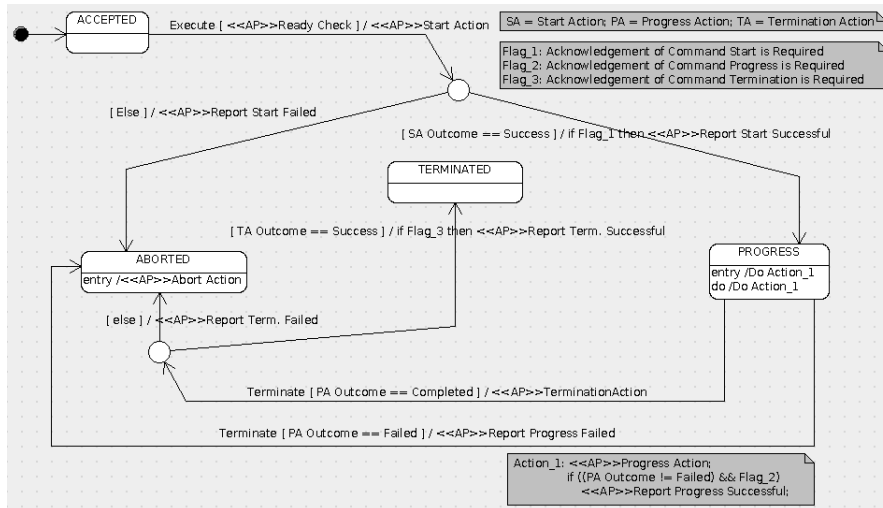 ACCEPTED
Execute [ <<AP>>Ready Check ] / <<AP>>Start Action
SA = Start Action; PA = Progress Action; TA = Termination Action
Flag_1: Acknowledgement of Command Start is Required
Flag_2: Acknowledgement of Command Progress is Required
Flag_3: Acknowledgement of Command Termination is Required
[ Else ] / <<AP>>Report Start Failed
[ SA Outcome == Success ] / if Flag_1 then <<AP>>Report Start Successful
TERMINATED
[ TA Outcome == Success ] / if Flag_3 then <<AP>>Report Term. Successful
ABORTED
entry /<<AP>>Abort Action
PROGRESS
entry /Do Action_1
do /Do Action_1
[ else ] / <<AP>>Report Term. Failed
Terminate [ PA Outcome == Completed ] / <<AP>>TerminationAction
Terminate [ PA Outcome == Failed ] / <<AP>>Report Progress Failed
Action_1: <<AP>>Progress Action;
if ((PA Outcome != Failed) && Flag_2)
<<AP>>Report Progress Successful;